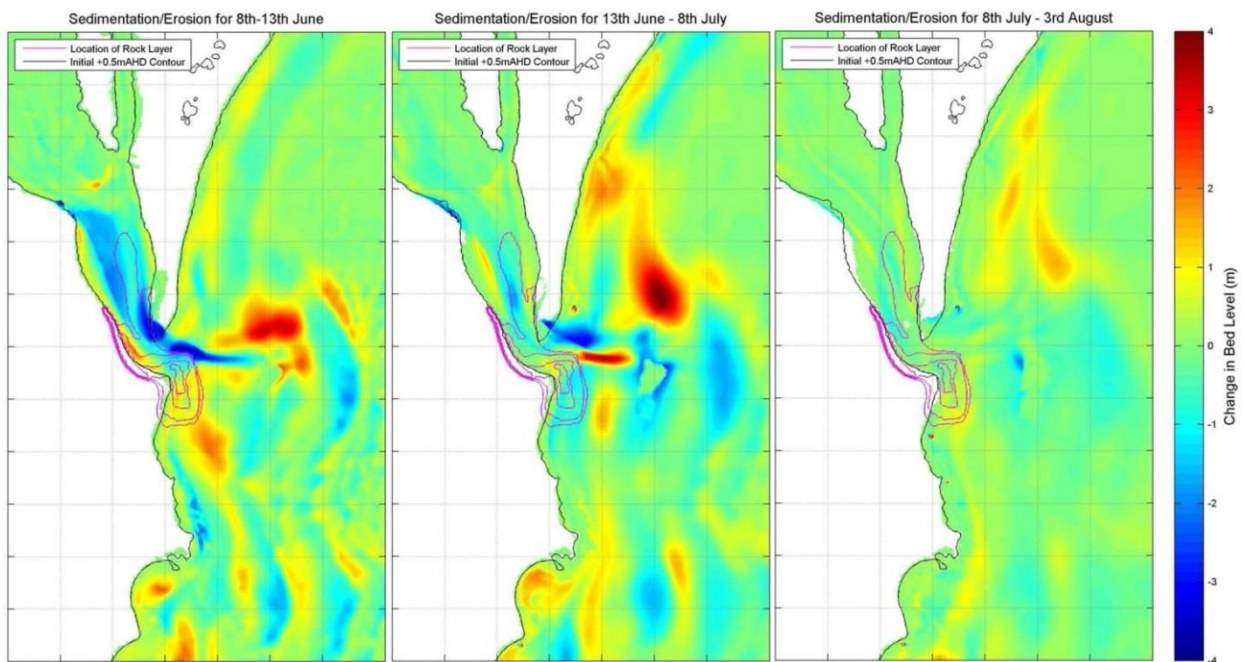 Sedimentation/Erosion for 8th-13th June
Location of Rock Layer
Initial +0.5mAHD Contour
Sedimentation/Erosion for 13th June - 8th July
Location of Rock Layer
Initial +0.5mAHD Contour
Sedimentation/Erosion for 8th July - 3rd August
Location of Rock Layer
Initial +0.5mAHD Contour
4
3
2
1
0
-1
-2
-3
-4
Change in Bed Level (m)